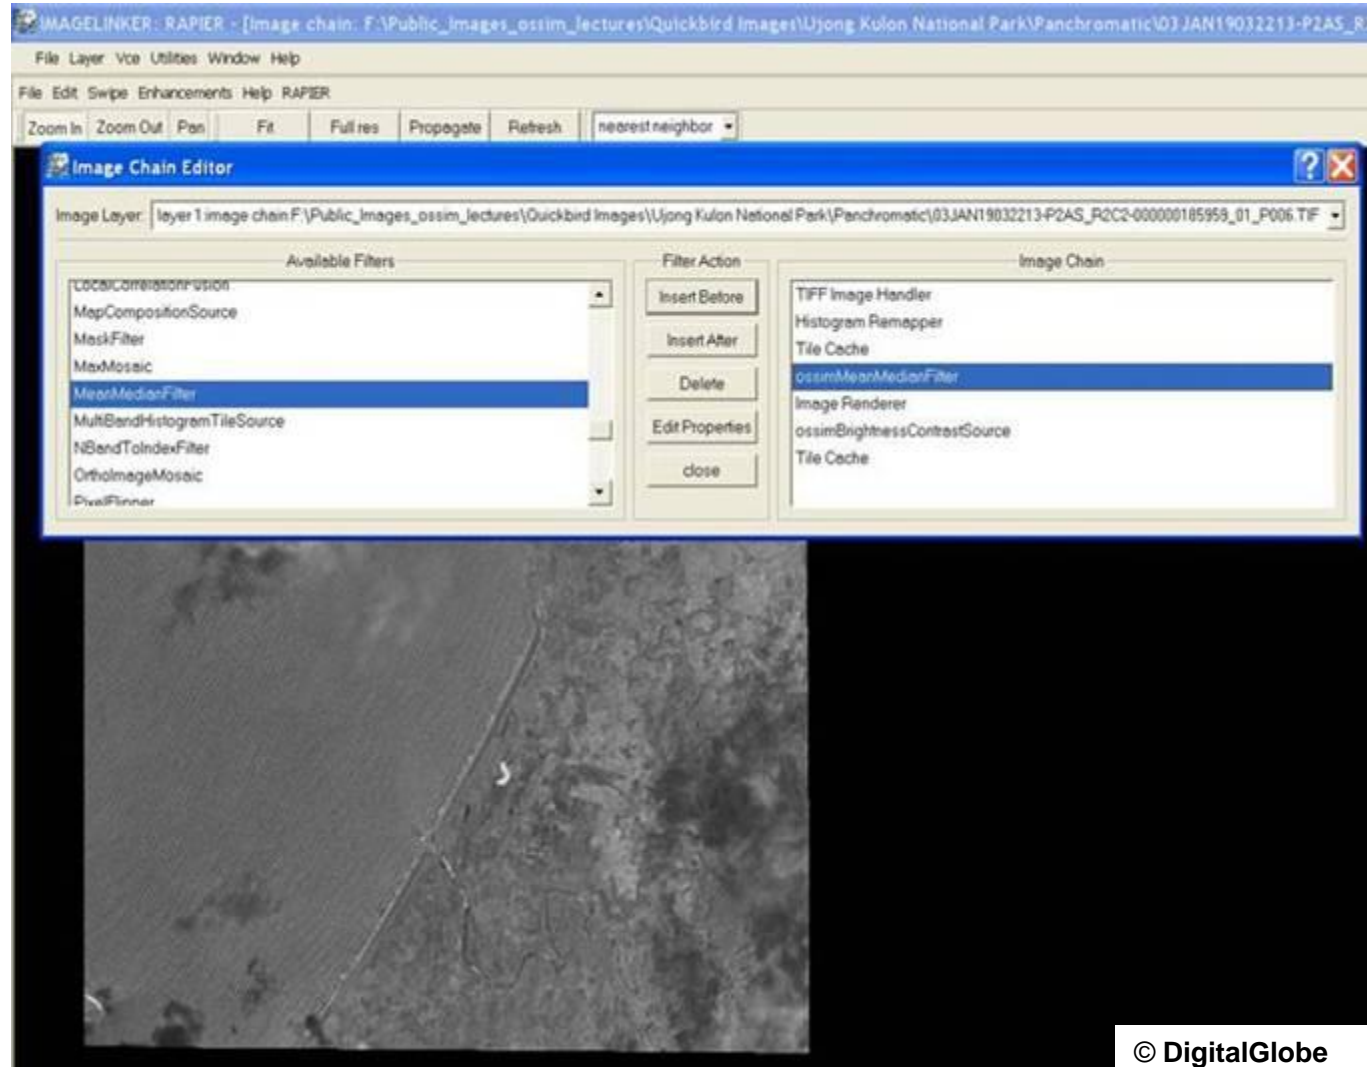 IMAGELINKER: RAPIER - [Image chain: F:\Public_Images_ossim_lectures\Quickbird Images\Ujong Kulon National Park\Panchromatic\03JAN19032213-P2AS_R
File Layer Vce Utilities Window Help
File Edit Swipe Enhancements Help RAPIER
Zoom In Zoom Out Pan Fit Full res Propagate Refresh nearest neighbor
Image Chain Editor
Image Layer: layer 1 image chain F:\Public_Images_ossim_lectures\Quickbird Images\Ujong Kulon National Park\Panchromatic\03JAN19032213-P2AS_R2C2-000000185959_01_P006.TIF
Available Filters
LocalCorrelationFusion
MapCompositionSource
MaskFilter
MaxMosaic
MeanMedianFilter
MultiBandHistogramTileSource
NBandToIndexFilter
OrthoImageMosaic
PixelFlipper
Filter Action
Insert Before
Insert After
Delete
Edit Properties
close
Image Chain
TIFF Image Handler
Histogram Remapper
Tile Cache
ossimMeanMedianFilter
Image Renderer
ossimBrightnessContrastSource
Tile Cache
© DigitalGlobe